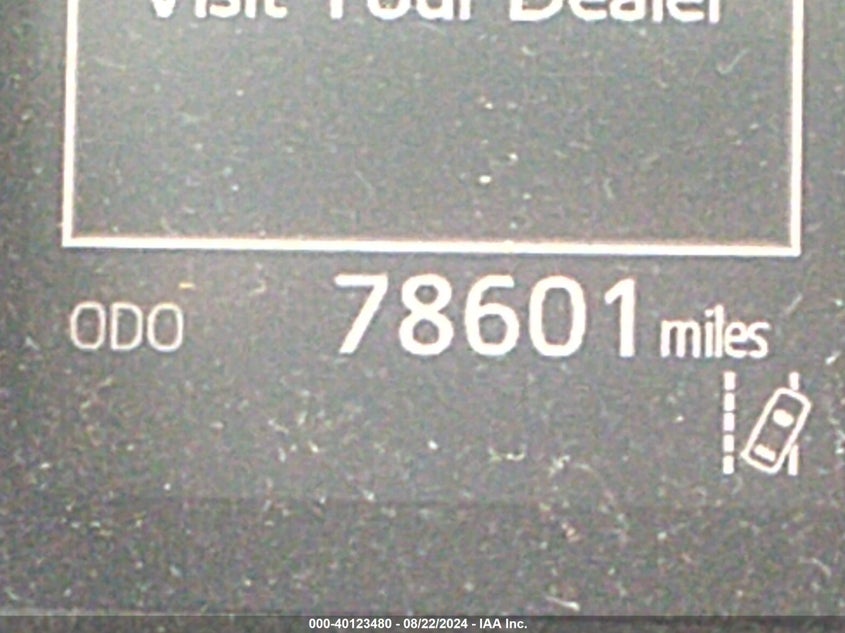 Visit Your Dealer
ODO 78601 miles
000-40123480 - 08/22/2024 - IAA Inc.